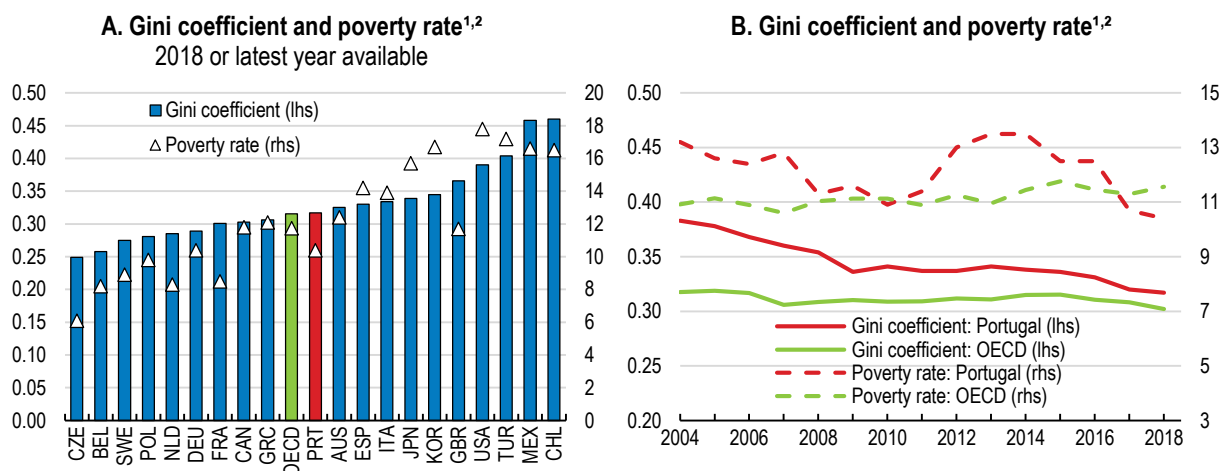 A. Gini coefficient and poverty rate¹,²
2018 or latest year available
0.50
0.45
0.40
0.35
0.30
0.25
0.20
0.15
0.10
0.05
0.00
Gini coefficient (lhs)
Poverty rate (rhs)
20
18
16
14
12
10
8
6
4
2
0
CZE
BEL
SWE
POL
NLD
DEU
FRA
CAN
GRC
OECD
PRT
AUS
ESP
ITA
JPN
KOR
GBR
USA
TUR
MEX
CHL
B. Gini coefficient and poverty rate¹,²
0.50
0.45
0.40
0.35
0.30
0.25
0.20
15
13
11
9
7
5
3
Gini coefficient: Portugal (lhs)
Gini coefficient: OECD (lhs)
Poverty rate: Portugal (rhs)
Poverty rate: OECD (rhs)
2004 2006 2008 2010 2012 2014 2016 2018